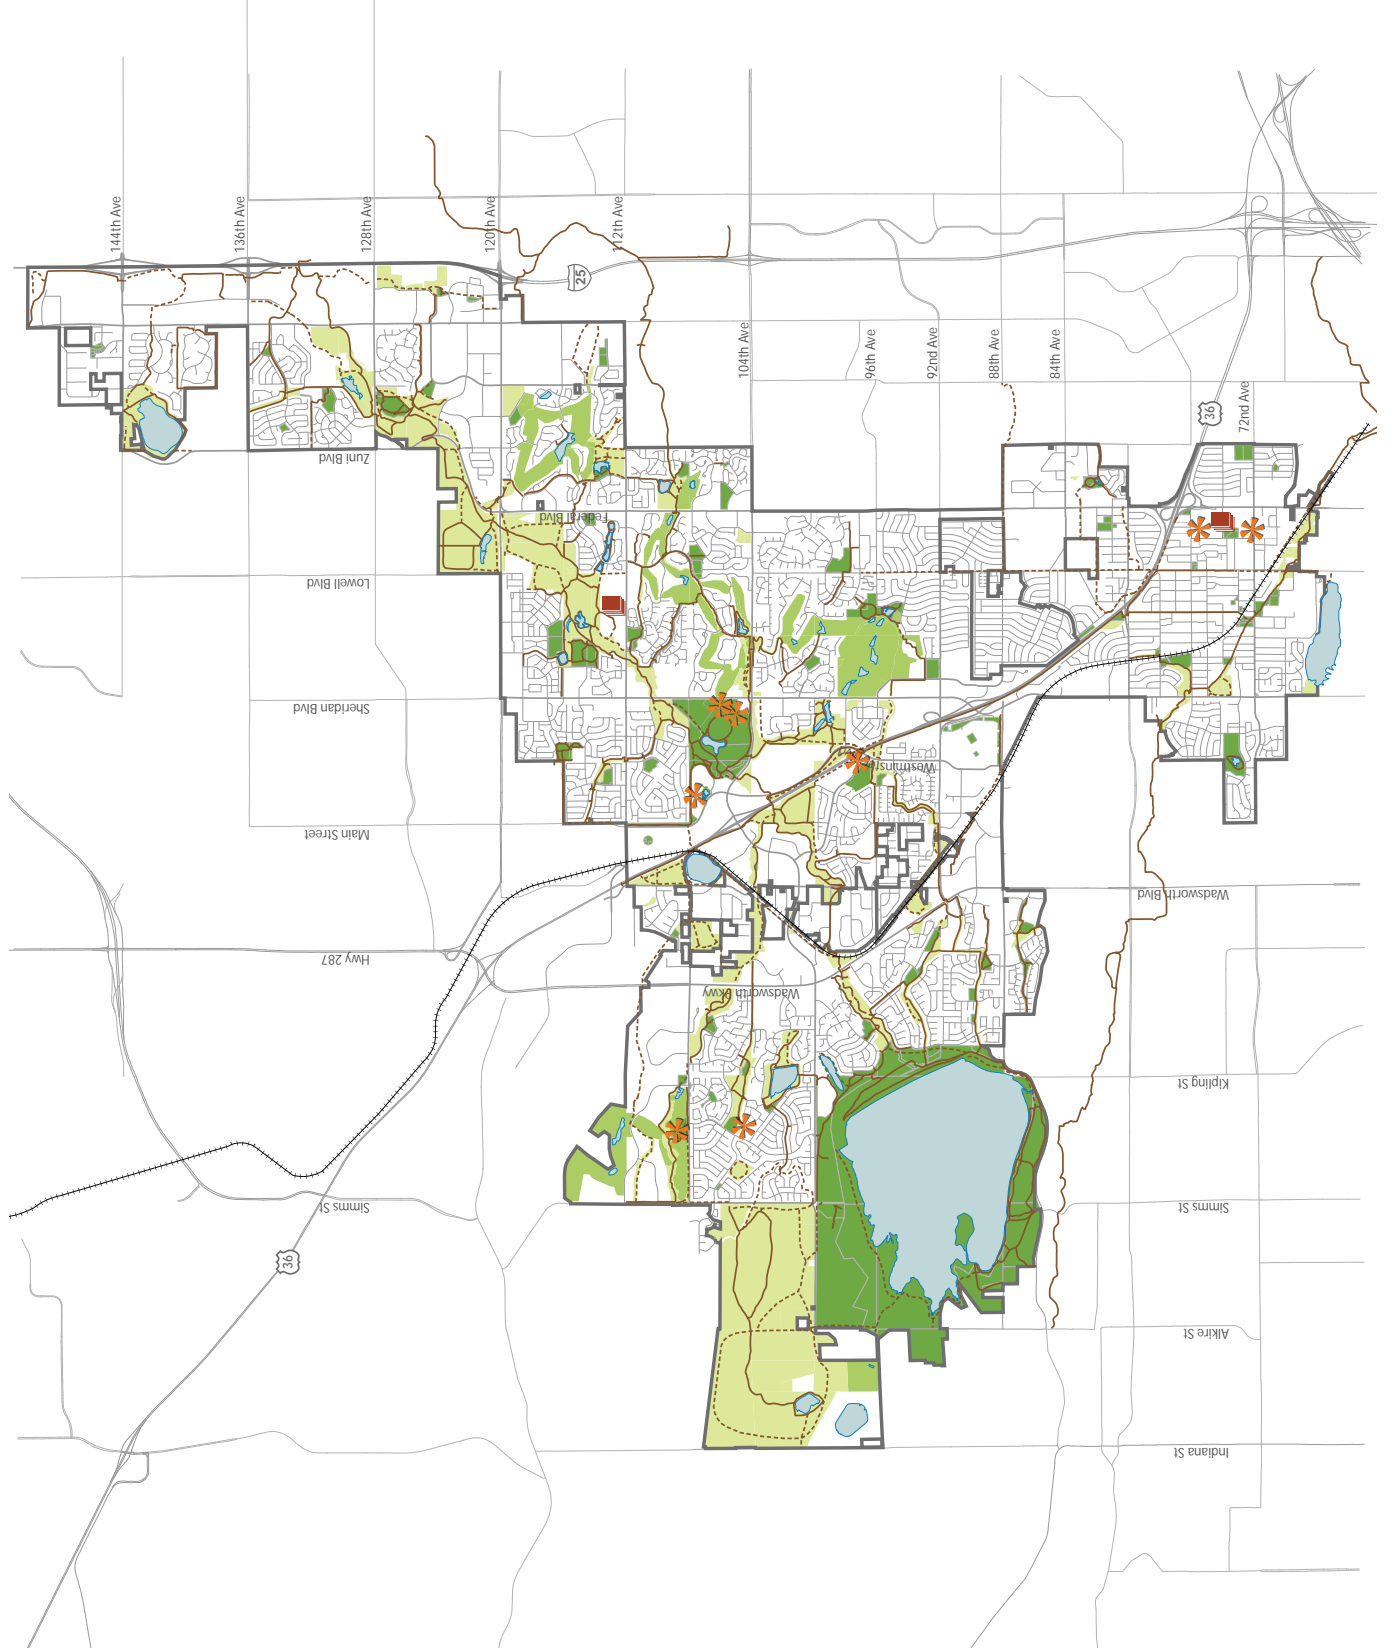 144th Ave
136th Ave
128th Ave
120th Ave
112th Ave
25
104th Ave
96th Ave
92nd Ave
88th Ave
84th Ave
36
72nd Ave
Zuni Blvd
Federal Blvd
Lowell Blvd
Sheridan Blvd
Main Street
Wadsworth Blvd
Hwy 287
Wadsworth Pkwy
Kipling St
Simms St
Simms St
36
Alkire St
Indiana St